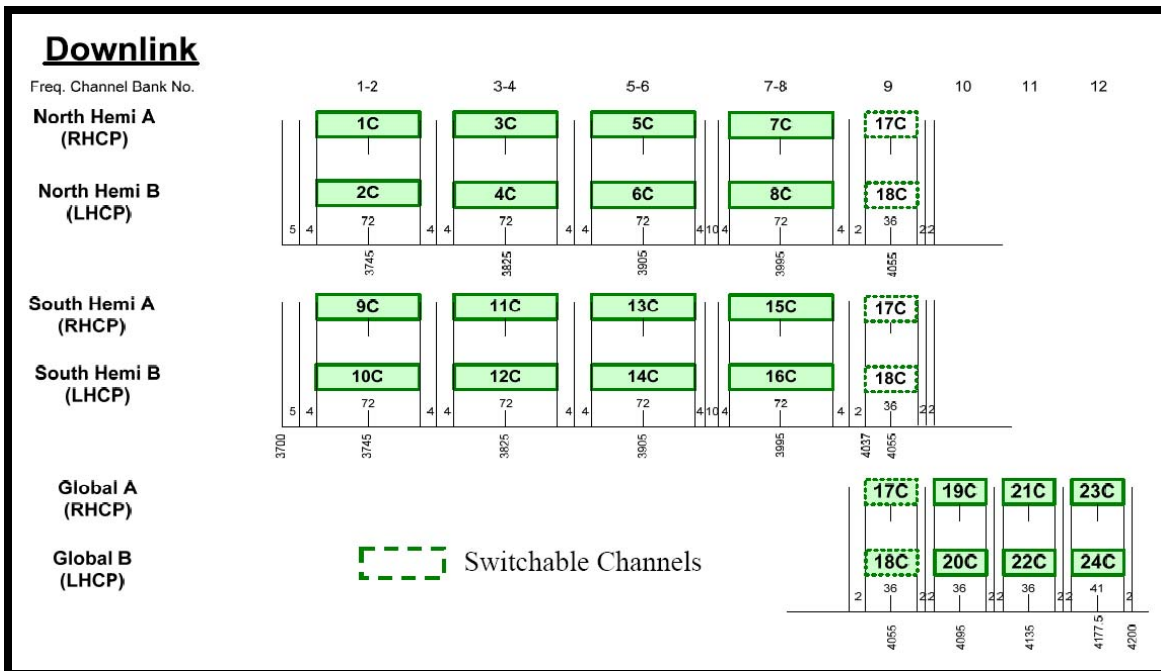 Downlink
Freq. Channel Bank No. 1-2 3-4 5-6 7-8 9 10 11 12
North Hemi A 1C 3C 5C 7C 17C
(RHCP)
North Hemi B 2C 4C 6C 8C 18C
(LHCP)
5 4 72 4 4 72 4 4 72 4 10 4 72 4 2 36 2 2
3745 3825 3905 3995 4055
South Hemi A 9C 11C 13C 15C 17C
(RHCP)
South Hemi B 10C 12C 14C 16C 18C
(LHCP)
5 4 72 4 4 72 4 4 72 4 10 4 72 4 2 36 2 2
3700 3745 3825 3905 3995 4037 4055
Global A 17C 19C 21C 23C
(RHCP)
Global B 18C 20C 22C 24C
(LHCP)
Switchable Channels
2 36 2 2 36 2 2 36 2 2 41 2
4055 4095 4135 4177.5 4200